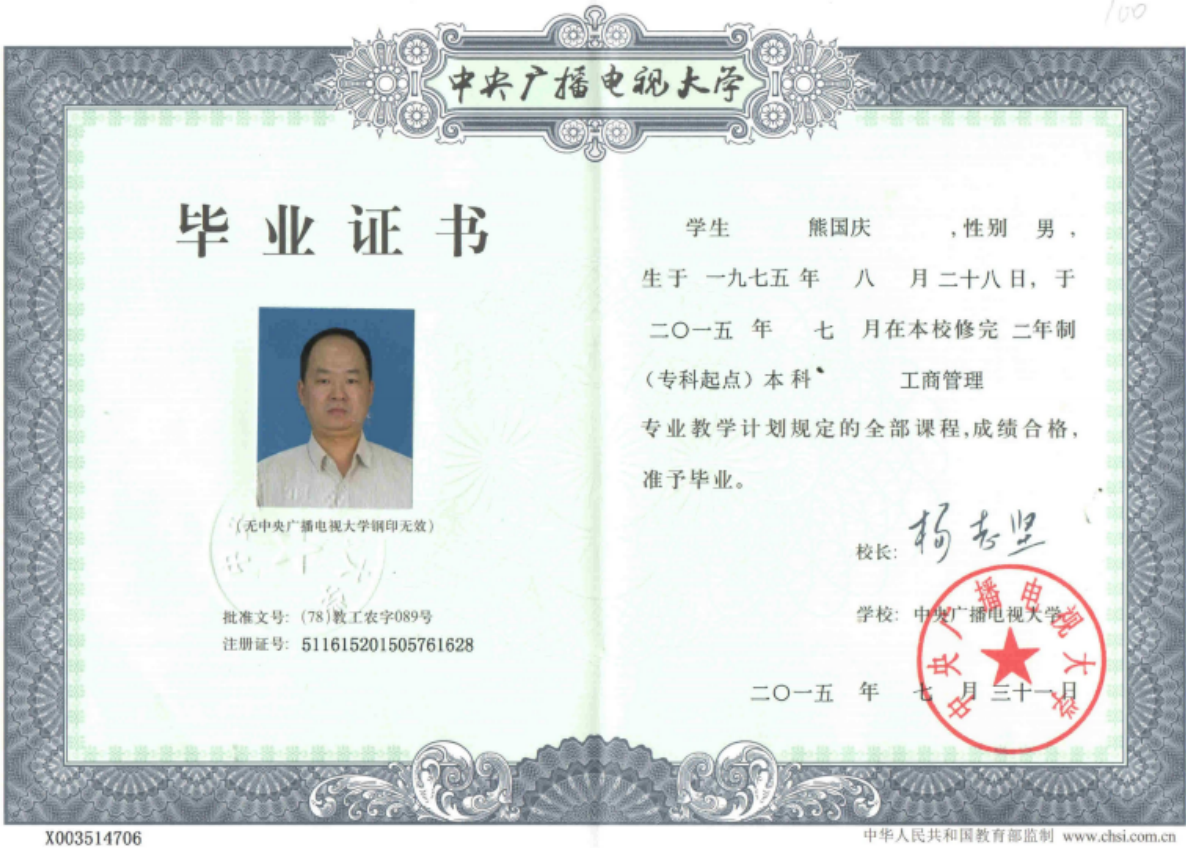 100
中央广播电视大学
毕业证书
(无中央广播电视大学钢印无效)
批准文号:(78)教工农字089号
注册证号: 511615201505761628
学生 熊国庆 ,性别 男,
生于 一九七五 年 八 月 二十八 日, 于
二〇一五 年 七 月在本校修完 二年制
(专科起点)本科 工商管理
专业教学计划规定的全部课程,成绩合格,
准予毕业。
校长: 杨志坚
学校: 中央广播电视大学
中央广播电视大学
二〇一五 年 七 月 三十一日
X003514706
中华人民共和国教育部监制 www.chsi.com.cn